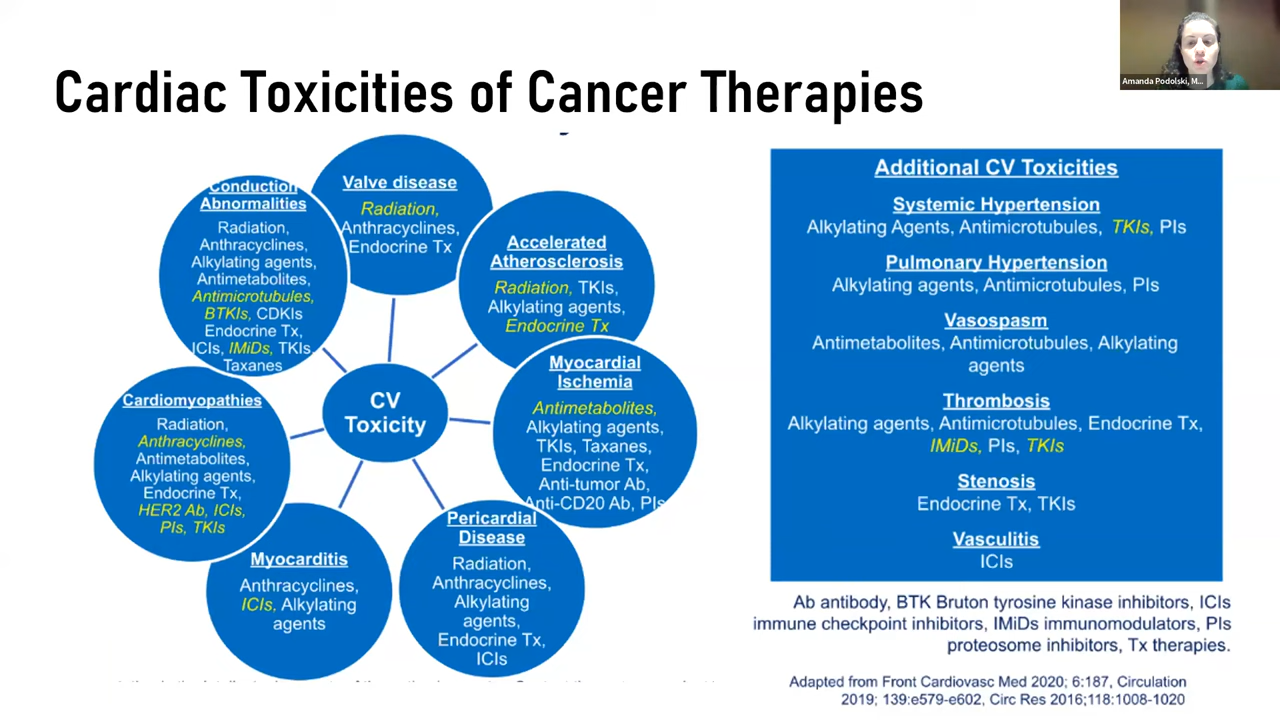 Amanda Podolski, M...
Cardiac Toxicities of Cancer Therapies
Conduction
Abnormalities
Radiation,
Anthracyclines,
Alkylating agents,
Antimetabolites,
Antimicrotubules,
BTKIs, CDKIs
Endocrine Tx,
ICIs, IMiDs, TKIs,
Taxanes
Valve disease
Radiation,
Anthracyclines,
Endocrine Tx
Accelerated
Atherosclerosis
Radiation, TKIs,
Alkylating agents,
Endocrine Tx
Myocardial
Ischemia
Antimetabolites,
Alkylating agents,
TKIs, Taxanes,
Endocrine Tx,
Anti-tumor Ab,
Anti-CD20 Ab, PIs
CV
Toxicity
Cardiomyopathies
Radiation,
Anthracyclines,
Antimetabolites,
Alkylating agents,
Endocrine Tx,
HER2 Ab, ICIs,
PIs, TKIs
Myocarditis
Anthracyclines,
ICIs, Alkylating
agents
Pericardial
Disease
Radiation,
Anthracyclines,
Alkylating
agents,
Endocrine Tx,
ICIs
Additional CV Toxicities
Systemic Hypertension
Alkylating Agents, Antimicrotubules, TKIs, PIs
Pulmonary Hypertension
Alkylating agents, Antimicrotubules, PIs
Vasospasm
Antimetabolites, Antimicrotubules, Alkylating
agents
Thrombosis
Alkylating agents, Antimicrotubules, Endocrine Tx,
IMiDs, PIs, TKIs
Stenosis
Endocrine Tx, TKIs
Vasculitis
ICIs
Ab antibody, BTK Bruton tyrosine kinase inhibitors, ICIs
immune checkpoint inhibitors, IMiDs immunomodulators, PIs
proteosome inhibitors, Tx therapies.
Adapted from Front Cardiovasc Med 2020; 6:187, Circulation
2019; 139:e579-e602, Circ Res 2016;118:1008-1020